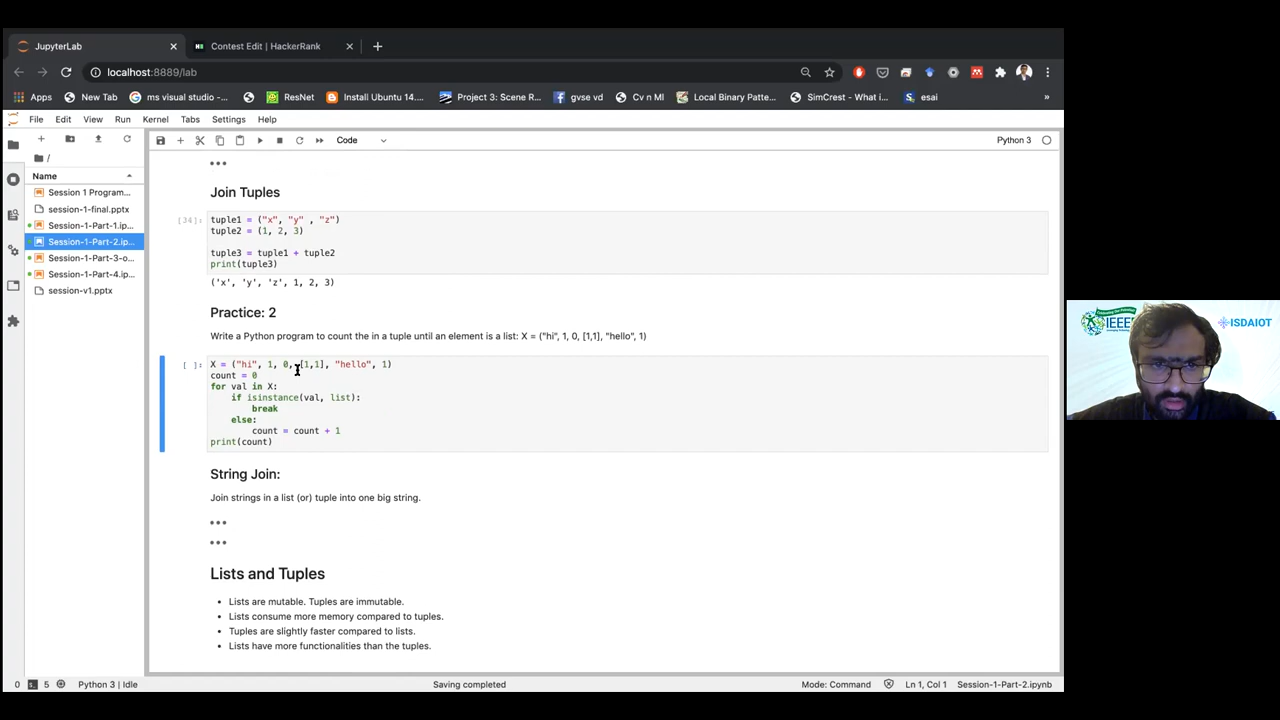 JupyterLab
Contest Edit | HackerRank
localhost:8889/lab
Apps
New Tab
ms visual studio -...
ResNet
Install Ubuntu 14....
Project 3: Scene R...
gvse vd
Cv n Ml
Local Binary Patte...
SimCrest - What i...
esai
»
File Edit View Run Kernel Tabs Settings Help
Code
Python 3
/
Name
Session 1 Program...
session-1-final.pptx
Session-1-Part-1.ip...
Session-1-Part-2.ip...
Session-1-Part-3-o...
Session-1-Part-4.ip...
session-v1.pptx
Join Tuples
[34]:
tuple1 = ("x", "y" , "z")
tuple2 = (1, 2, 3)
tuple3 = tuple1 + tuple2
print(tuple3)
('x', 'y', 'z', 1, 2, 3)
Practice: 2
Write a Python program to count the in a tuple until an element is a list: X = ("hi", 1, 0, [1,1], "hello", 1)
[ ]:
X = ("hi", 1, 0, [1,1], "hello", 1)
count = 0
for val in X:
if isinstance(val, list):
break
else:
count = count + 1
print(count)
String Join:
Join strings in a list (or) tuple into one big string.
Lists and Tuples
• Lists are mutable. Tuples are immutable.
• Lists consume more memory compared to tuples.
• Tuples are slightly faster compared to lists.
• Lists have more functionalities than the tuples.
0
5
Python 3 | Idle
Saving completed
Mode: Command
Ln 1, Col 1
Session-1-Part-2.ipynb
IEEE
ISDAIOT